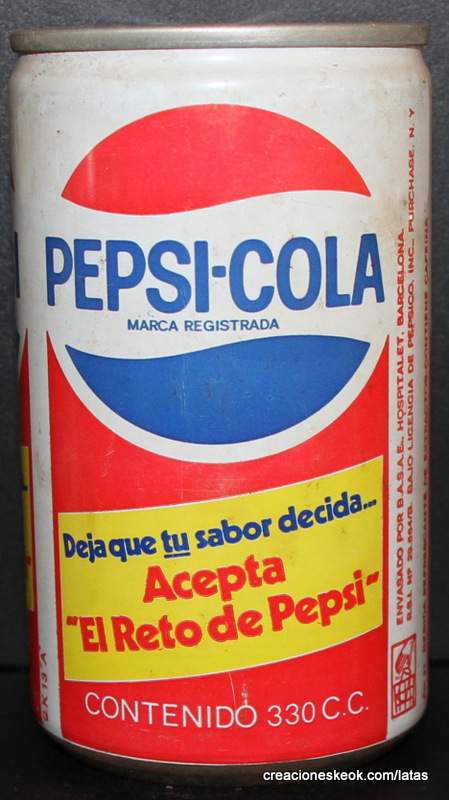 PEPSI-COLA
MARCA REGISTRADA
Deja que tu sabor decida...
Acepta
"El Reto de Pepsi"
CONTENIDO 330 C.C.
ENVASADO POR B.A.S.A.E., HOSPITALET, BARCELONA.
BAJO LICENCIA DE PEPSICO, INC., PURCHASE, N. Y
creacioneskeok.com/latas